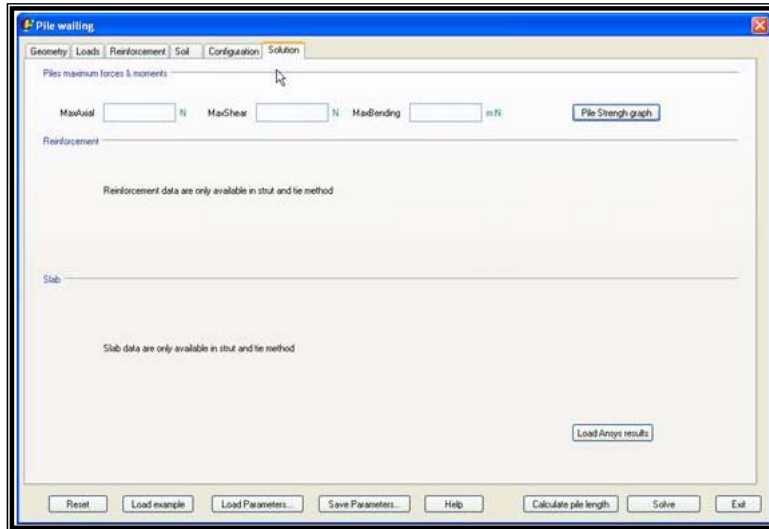 Pile walling
Geometry Loads Reinforcement Soil Configuration Solution
Piles maximum forces & moments
MaxAxial N MaxShear N MaxBending mN Pile Strengh graph
Reinforcement
Reinforcement data are only available in strut and tie method
Slab
Slab data are only available in strut and tie method
Load Ansys results
Reset Load example Load Parameters... Save Parameters... Help Calculate pile length Solve Exit